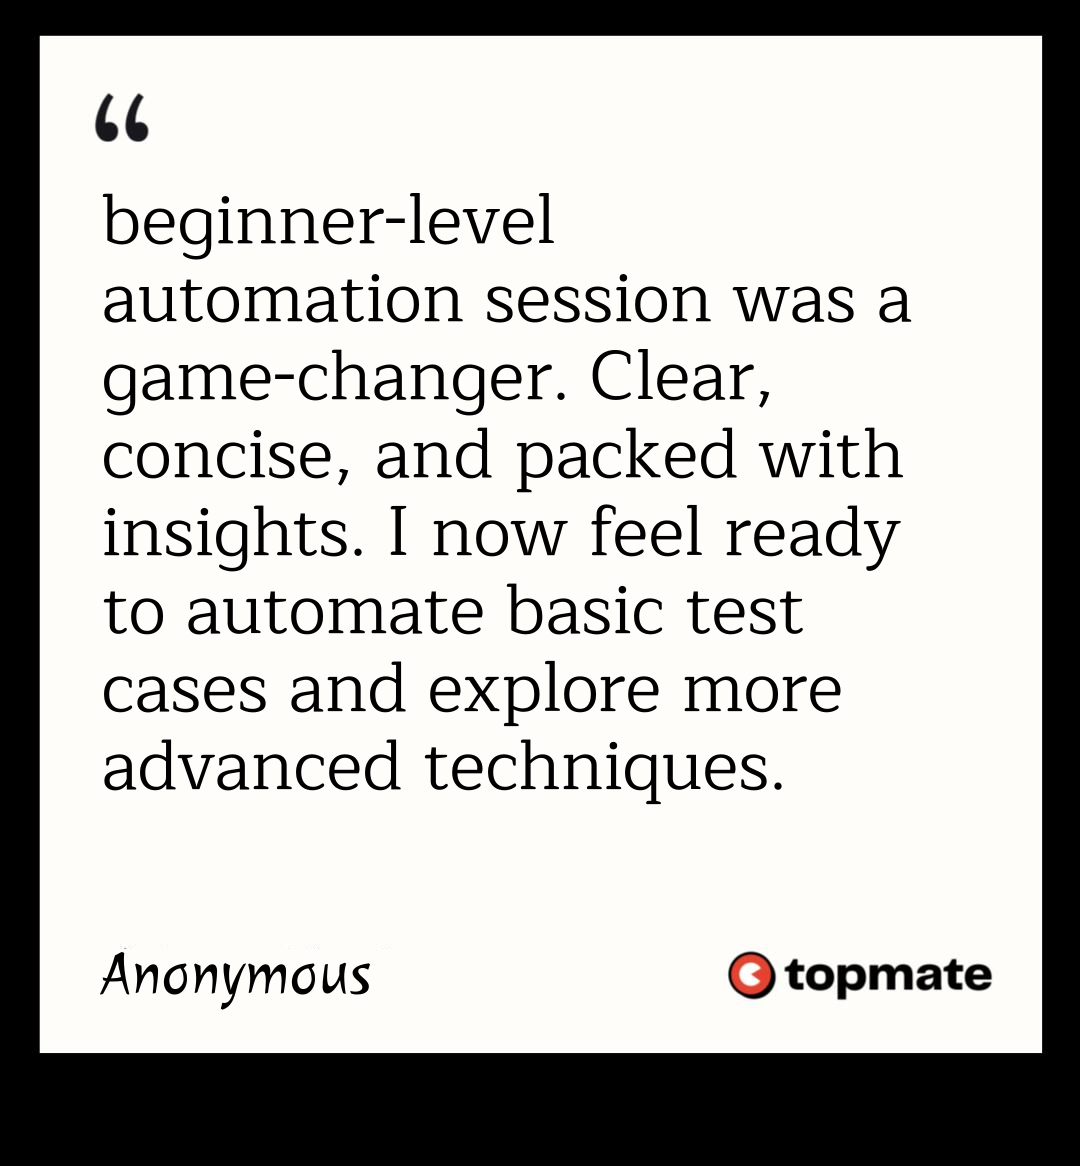 “
beginner-level
automation session was a
game-changer. Clear,
concise, and packed with
insights. I now feel ready
to automate basic test
cases and explore more
advanced techniques.
Anonymous
topmate